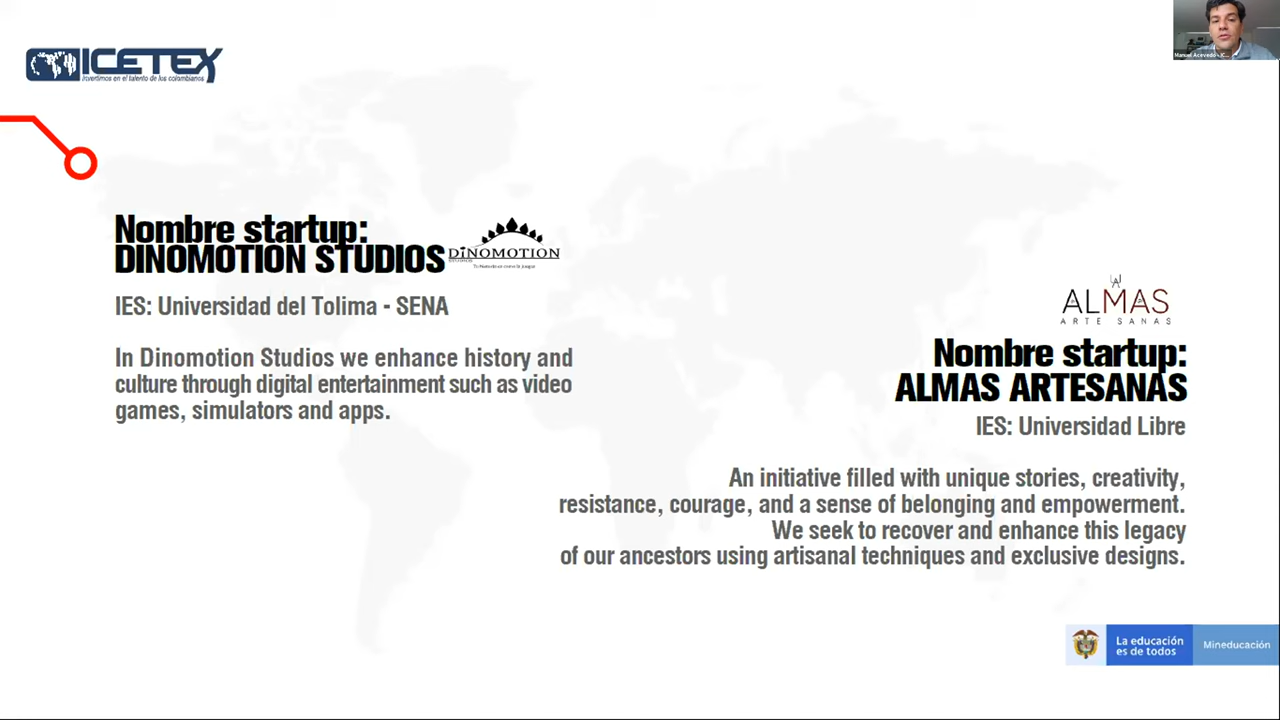 ICETEX
Invertimos en el talento de los colombianos
Manuel Acevedo - IC...
Nombre startup:
DINOMOTION STUDIOS
DINOMOTION
STUDIOS
IES: Universidad del Tolima - SENA
In Dinomotion Studios we enhance history and
culture through digital entertainment such as video
games, simulators and apps.
ALMAS
ARTE SANAS
Nombre startup:
ALMAS ARTESANAS
IES: Universidad Libre
An initiative filled with unique stories, creativity,
resistance, courage, and a sense of belonging and empowerment.
We seek to recover and enhance this legacy
of our ancestors using artisanal techniques and exclusive designs.
La educación
es de todos
Mineducación